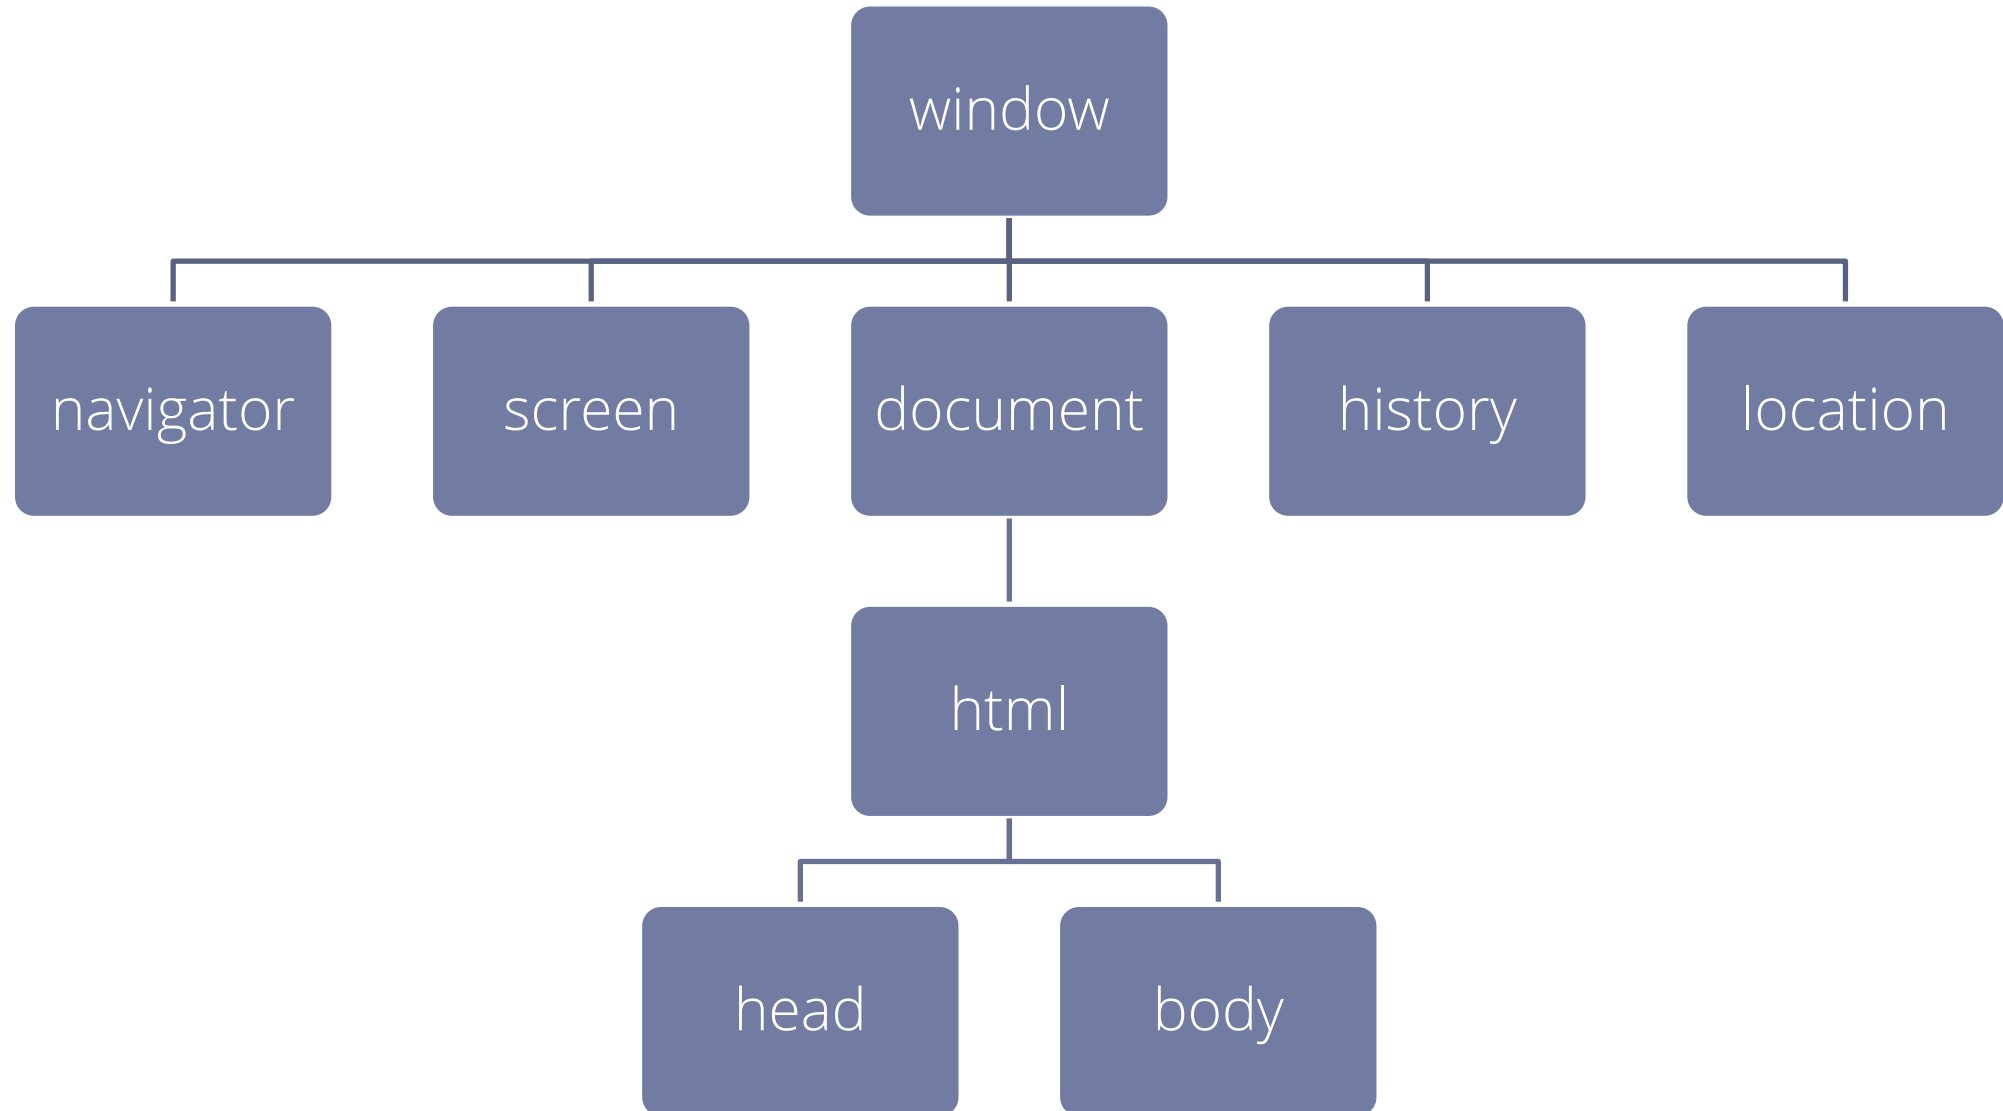 window
navigator
screen
document
history
location
html
head
body